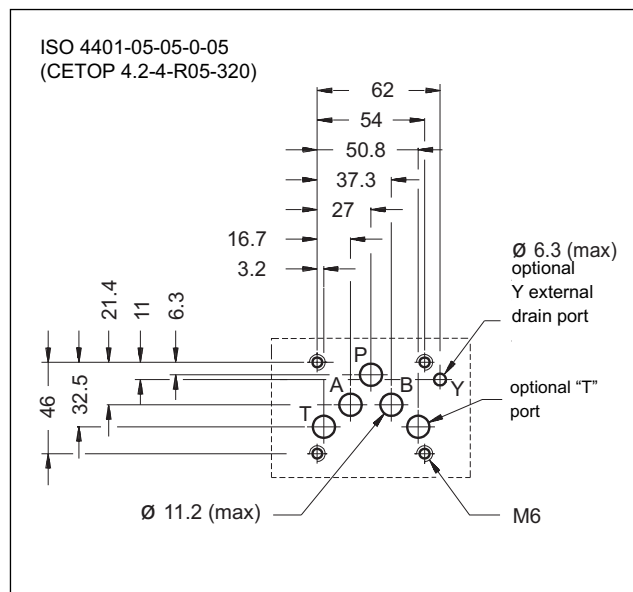 ISO 4401-05-05-0-05
(CETOP 4.2-4-R05-320)
62
54
50.8
37.3
27
16.7
3.2
Ø 6.3 (max)
optional
Y external
drain port
21.4
11
6.3
46
32.5
P
A
B
Y
T
optional “T”
port
Ø 11.2 (max)
M6